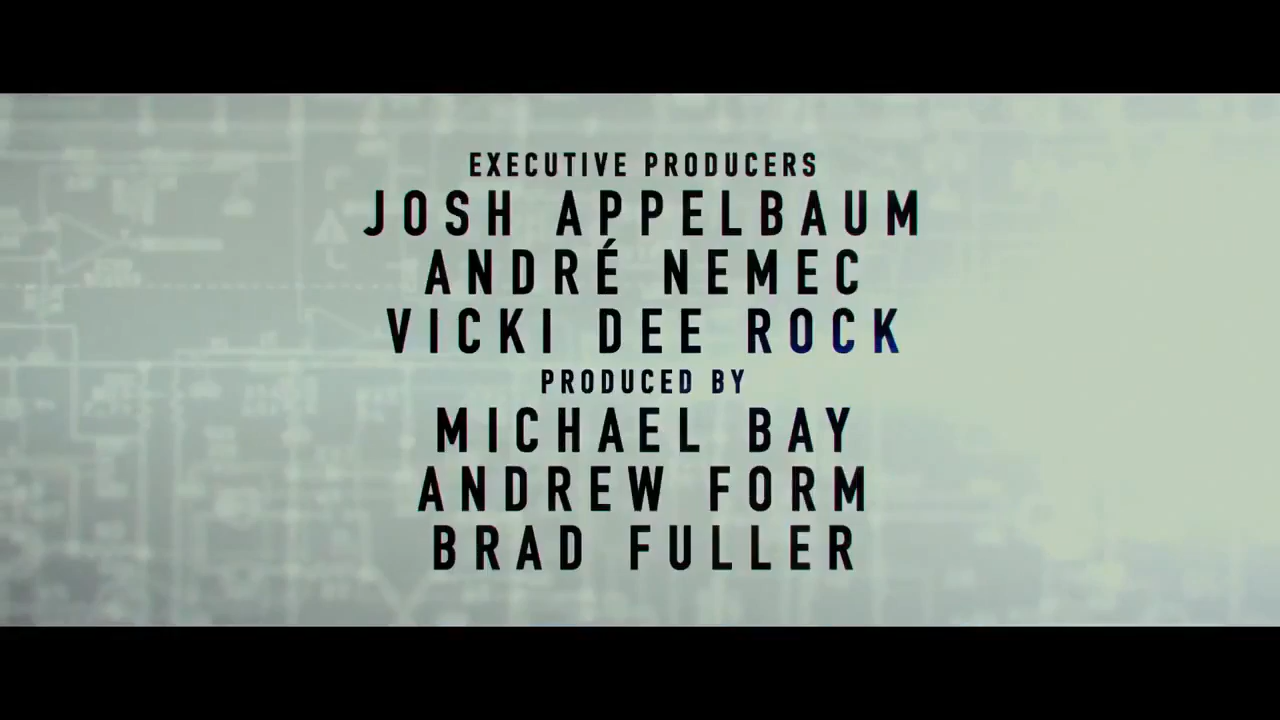 EXECUTIVE PRODUCERS
JOSH APPELBAUM
ANDRÉ NEMEC
VICKI DEE ROCK
PRODUCED BY
MICHAEL BAY
ANDREW FORM
BRAD FULLER